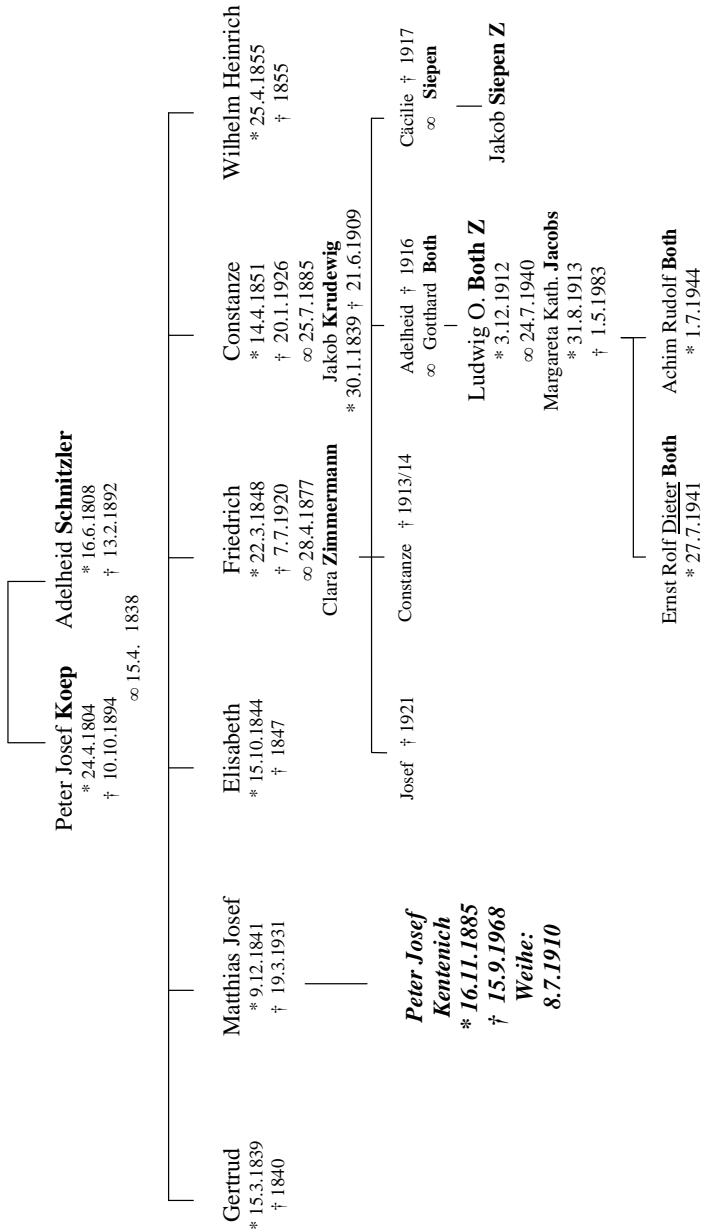 Peter Josef Koep
* 24.4.1804
† 10.10.1894
Adelheid Schnitzler
* 16.6.1808
† 13.2.1892
∞ 15.4. 1838
Gertrud
* 15.3.1839
† 1840
Matthias Josef
* 9.12.1841
† 19.3.1931
Elisabeth
* 15.10.1844
† 1847
Friedrich
* 22.3.1848
† 7.7.1920
∞ 28.4.1877
Clara Zimmermann
Constanze
* 14.4.1851
† 20.1.1926
∞ 25.7.1885
Jakob Krudewig
* 30.1.1839 † 21.6.1909
Wilhelm Heinrich
* 25.4.1855
† 1855
Peter Josef
Kentenich
* 16.11.1885
† 15.9.1968
Weihe:
8.7.1910
Josef † 1921
Constanze † 1913/14
Adelheid † 1916
∞ Gotthard Both
Cäcilie † 1917
∞ Siepen
Ludwig O. Both Z
* 3.12.1912
∞ 24.7.1940
Margareta Kath. Jacobs
* 31.8.1913
† 1.5.1983
Jakob Siepen Z
Ernst Rolf Dieter Both
* 27.7.1941
Achim Rudolf Both
* 1.7.1944